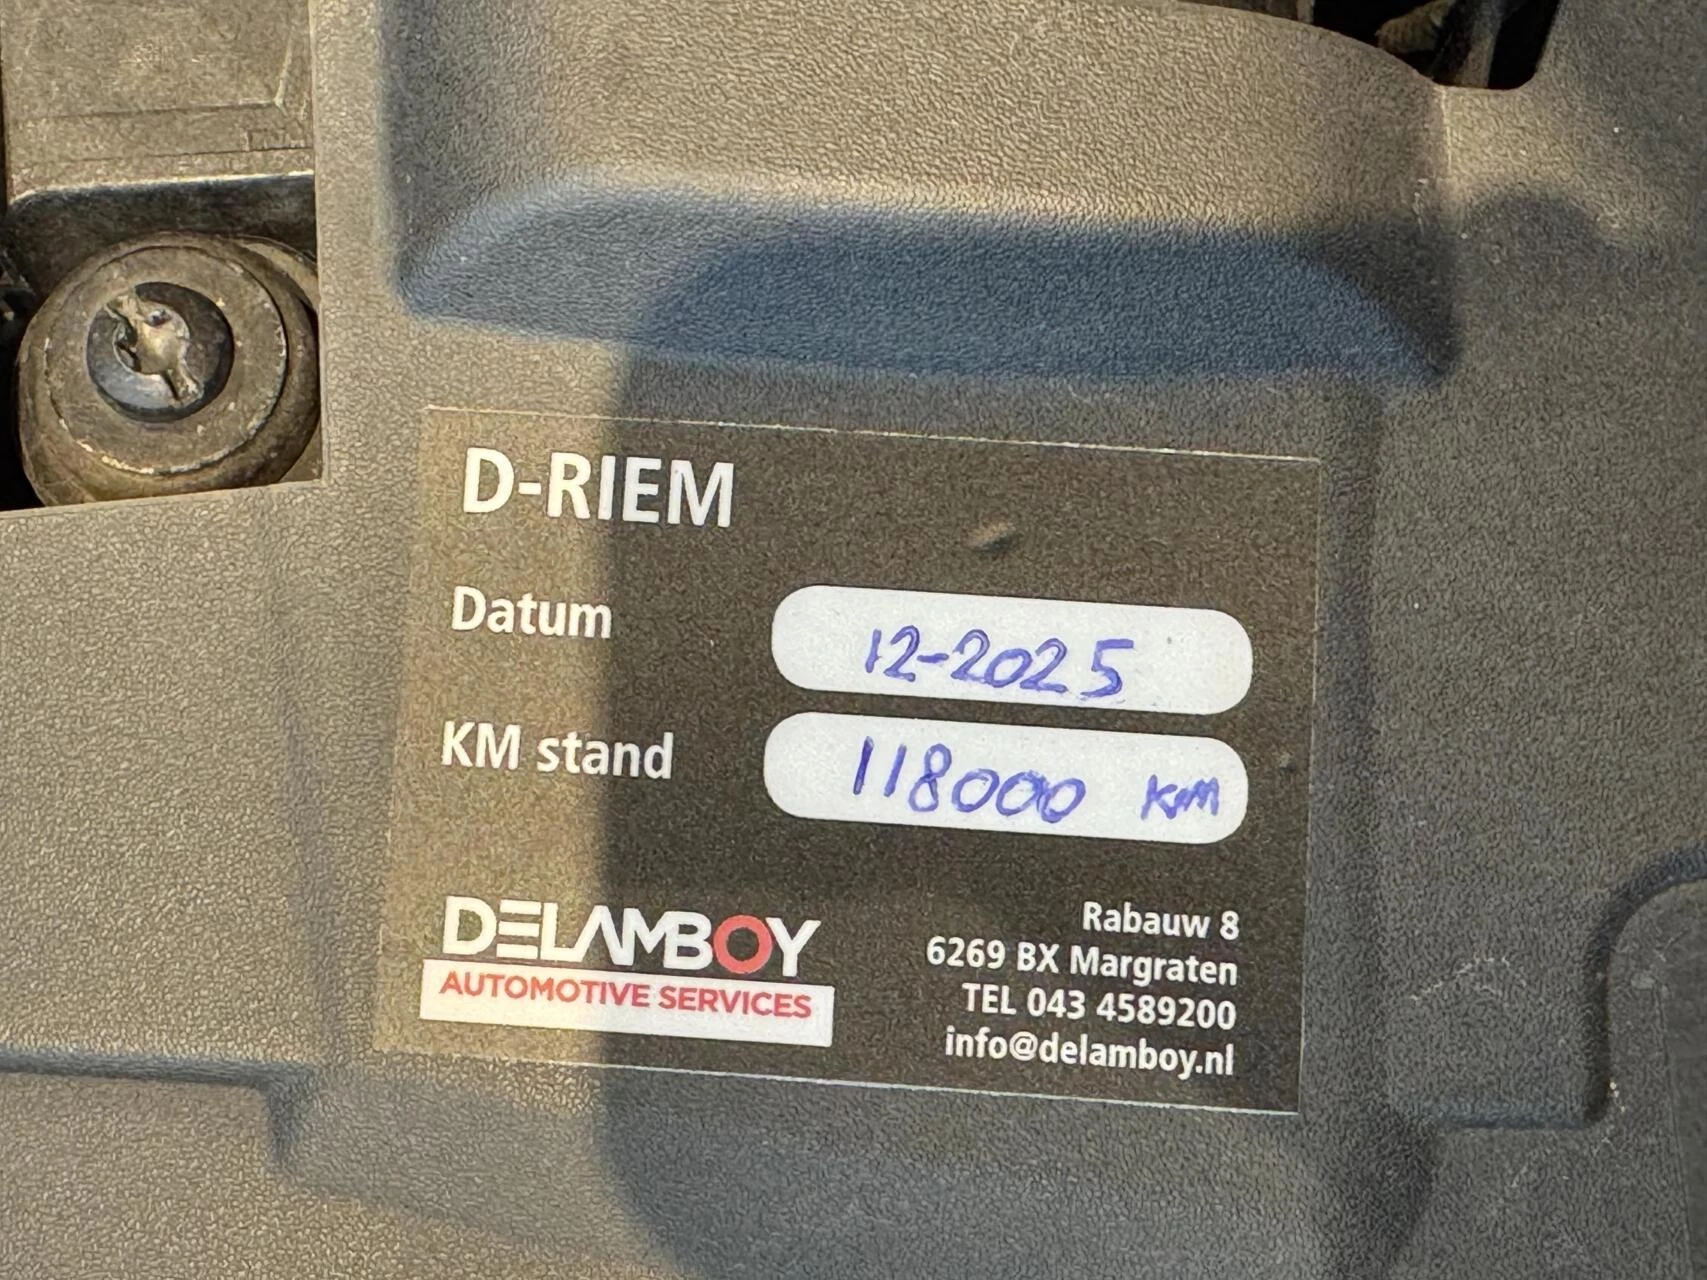 D-RIEM
Datum 12-2025
KM stand 118000 KM
DELAMBOY
AUTOMOTIVE SERVICES
Rabauw 8
6269 BX Margraten
TEL 043 4589200
info@delamboy.nl